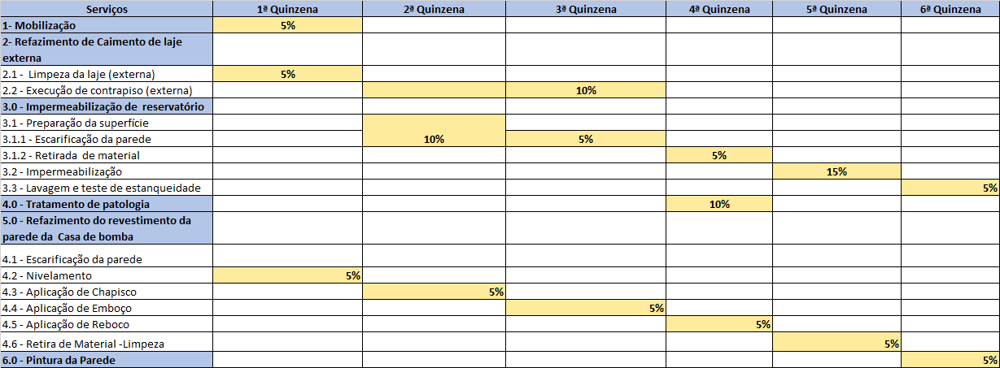 Serviços 1ª Quinzena 2ª Quinzena 3ª Quinzena 4ª Quinzena 5ª Quinzena 6ª Quinzena
1- Mobilização 5%
2- Refazimento de Caimento de laje
externa
2.1 - Limpeza da laje (externa) 5%
2.2 - Execução de contrapiso (externa) 10%
3.0 - Impermeabilização de reservatório
3.1 - Preparação da superfície
3.1.1 - Escarificação da parede 10% 5%
3.1.2 - Retirada de material 5%
3.2 - Impermeabilização 15%
3.3 - Lavagem e teste de estanqueidade 5%
4.0 - Tratamento de patologia 10%
5.0 - Refazimento do revestimento da
parede da Casa de bomba
4.1 - Escarificação da parede
4.2 - Nivelamento 5%
4.3 - Aplicação de Chapisco 5%
4.4 - Aplicação de Emboço 5%
4.5 - Aplicação de Reboco 5%
4.6 - Retira de Material -Limpeza 5%
6.0 - Pintura da Parede 5%